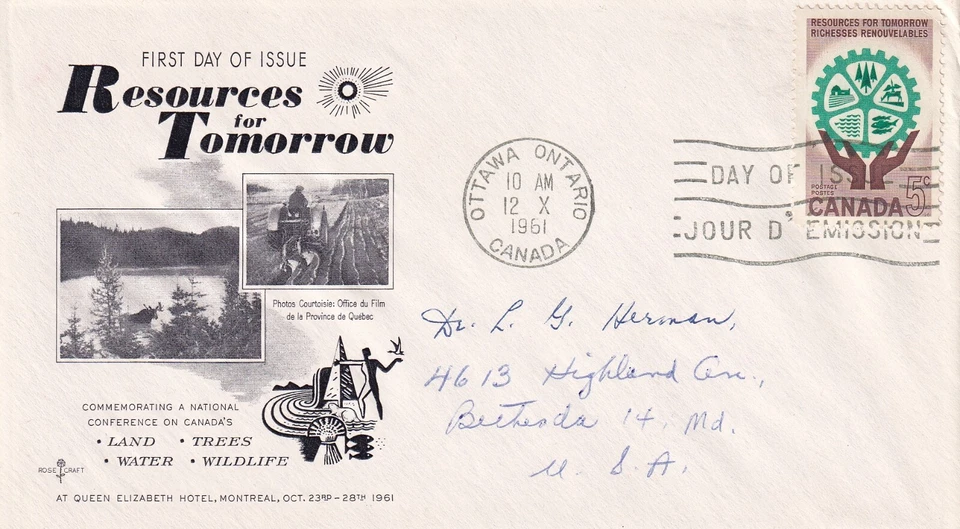 FIRST DAY OF ISSUE
Resources
for
Tomorrow
Photos Courtoisie: Office du Film
de la Province de Québec
COMMEMORATING A NATIONAL
CONFERENCE ON CANADA'S
• LAND • TREES
• WATER • WILDLIFE
ROSE CRAFT
AT QUEEN ELIZABETH HOTEL, MONTREAL, OCT. 23RD – 28TH 1961
OTTAWA ONTARIO
10 AM
12 X
1961
CANADA
DAY OF ISSUE
JOUR D'EMISSION
RESOURCES FOR TOMORROW
RICHESSES RENOUVELABLES
POSTAGE
POSTES
5c
CANADA
Dr. L. G. Herman,
4613 Highland Ave.,
Bethesda 14, Md.
U. S. A.